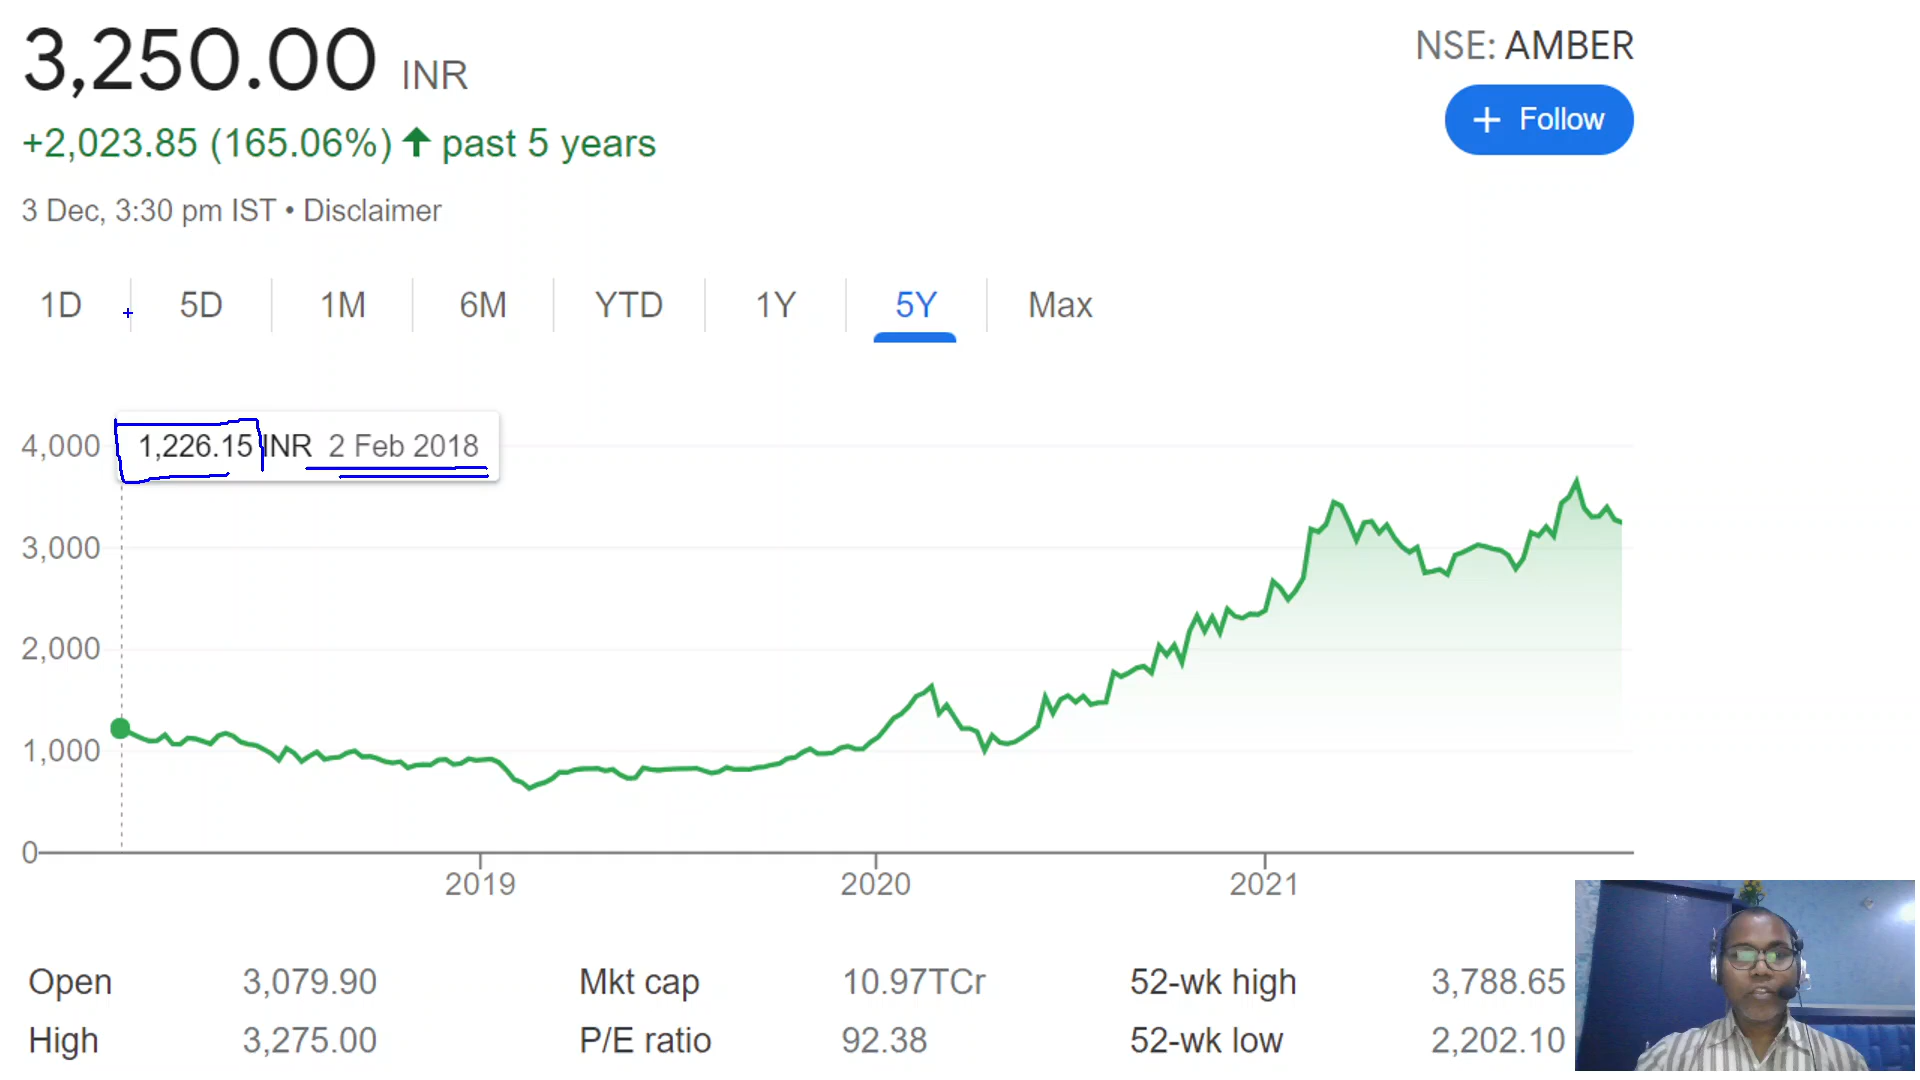 3,250.00 INR
NSE: AMBER
+ Follow
+2,023.85 (165.06%) ↑ past 5 years
3 Dec, 3:30 pm IST • Disclaimer
1D 5D 1M 6M YTD 1Y 5Y Max
1,226.15 INR 2 Feb 2018
4,000
3,000
2,000
1,000
0
2019 2020 2021
Open 3,079.90 Mkt cap 10.97TCr 52-wk high 3,788.65
High 3,275.00 P/E ratio 92.38 52-wk low 2,202.10